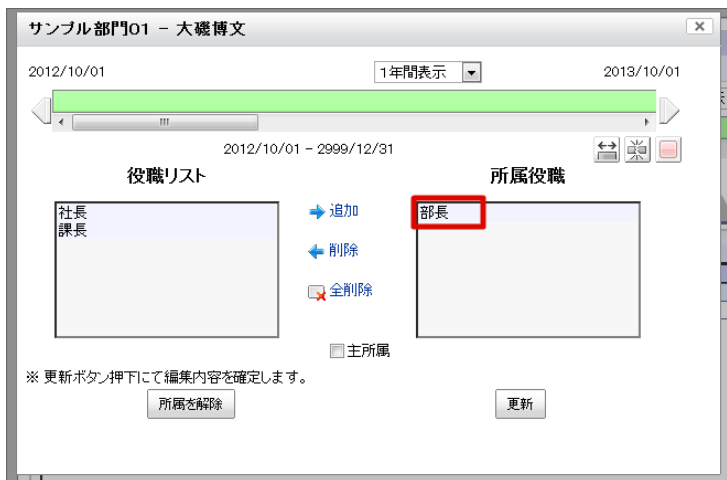 サンプル部門01 - 大磯博文
2012/10/01
1年間表示
2013/10/01
2012/10/01 - 2999/12/31
役職リスト
所属役職
社長
課長
追加
削除
全削除
部長
主所属
※ 更新ボタン押下にて編集内容を確定します。
所属を解除
更新